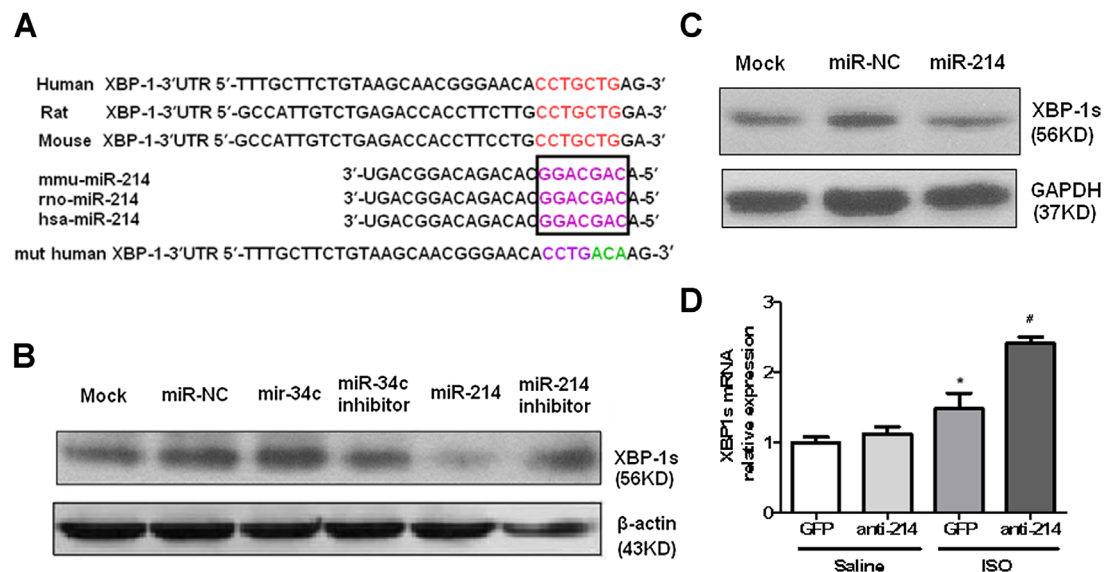 A
Human XBP-1-3'UTR 5'-TTTGCTTCTGTAAGCAACGGGAACACCTGCTGAG-3'
Rat XBP-1-3'UTR 5'-GCCATTGTCTGAGACCACCTTCTTGCCTGCTGGA-3'
Mouse XBP-1-3'UTR 5'-GCCATTGTCTGAGACCACCTTCCTGCCTGCTGGA-3'
mmu-miR-214 3'-UGACGGACAGACACGGACGACA-5'
rno-miR-214 3'-UGACGGACAGACACGGACGACA-5'
hsa-miR-214 3'-UGACGGACAGACACGGACGACA-5'
mut human XBP-1-3'UTR 5'-TTTGCTTCTGTAAGCAACGGGAACACCTGACAAG-3'
B
Mock miR-NC mir-34c miR-34c inhibitor miR-214 miR-214 inhibitor
XBP-1s
(56KD)
β-actin
(43KD)
C
Mock miR-NC miR-214
XBP-1s
(56KD)
GAPDH
(37KD)
D
XBP1s mRNA
relative expression
3
2
1
0
* #
GFP anti-214 GFP anti-214
Saline ISO